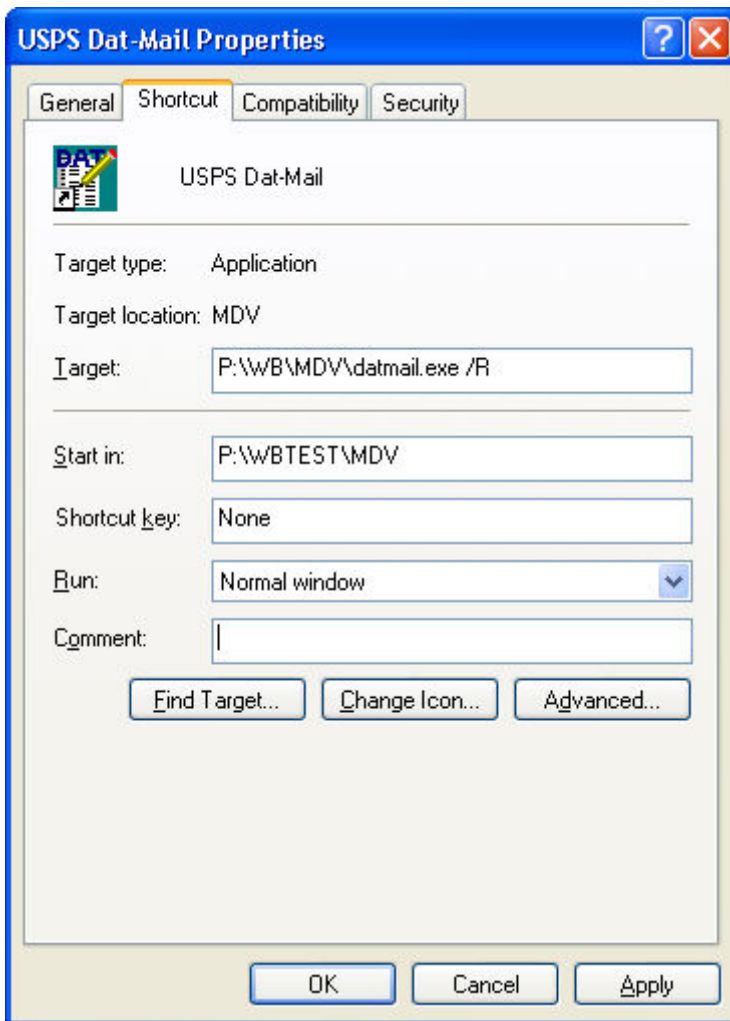 USPS Dat-Mail Properties
General Shortcut Compatibility Security
DAT
USPS Dat-Mail
Target type: Application
Target location: MDV
Target: P:\WB\MDV\datmail.exe /R
Start in: P:\WBTEST\MDV
Shortcut key: None
Run: Normal window
Comment:
Find Target... Change Icon... Advanced...
OK Cancel Apply